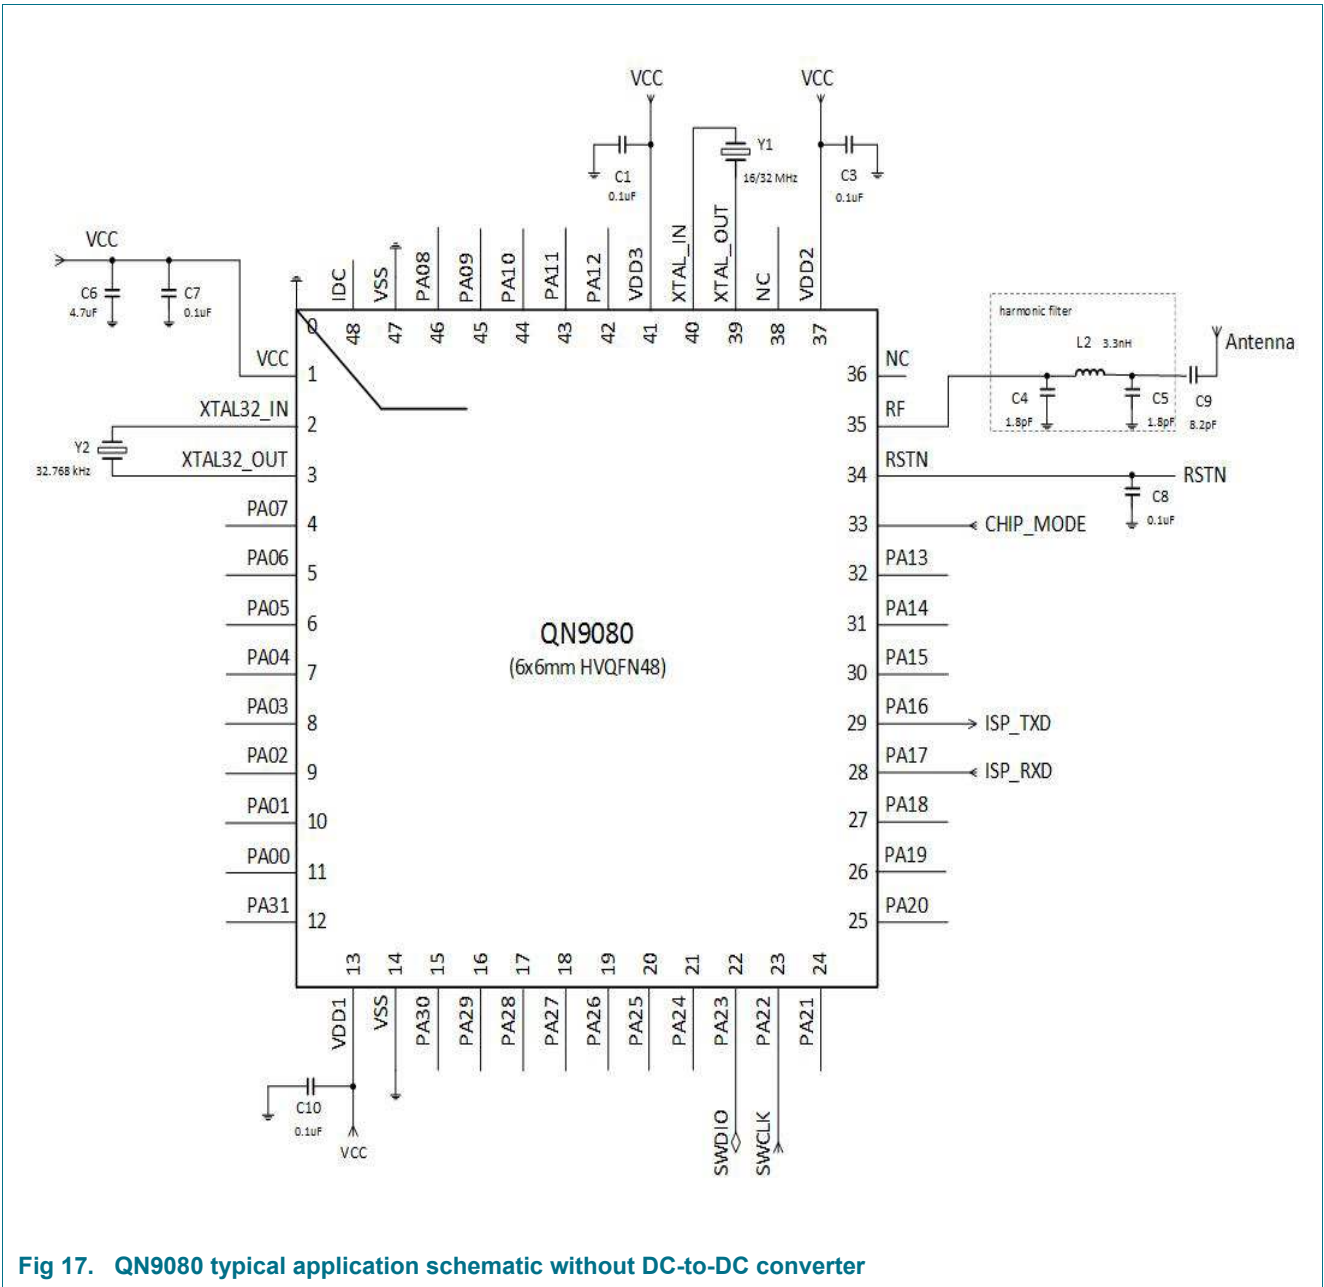 VCC
VCC
C1
0.1uF
Y1
16/32 MHz
C3
0.1uF
VCC
C6
4.7uF
C7
0.1uF
IDC
VSS
PA08
PA09
PA10
PA11
PA12
VDD3
XTAL_IN
XTAL_OUT
NC
VDD2
0
48
47
46
45
44
43
42
41
40
39
38
37
harmonic filter
L2 3.3nH
C4
1.8pF
C5
1.8pF
C9
8.2pF
Antenna
VCC
1
XTAL32_IN
2
XTAL32_OUT
3
Y2
32.768 kHz
PA07
4
PA06
5
PA05
6
PA04
7
PA03
8
PA02
9
PA01
10
PA00
11
PA31
12
QN9080
(6x6mm HVQFN48)
36
NC
35
RF
34
RSTN
RSTN
C8
0.1uF
33
CHIP_MODE
32
PA13
31
PA14
30
PA15
29
PA16
ISP_TXD
28
PA17
ISP_RXD
27
PA18
26
PA19
25
PA20
13
14
15
16
17
18
19
20
21
22
23
24
VDD1
VSS
PA30
PA29
PA28
PA27
PA26
PA25
PA24
PA23
PA22
PA21
C10
0.1uF
VCC
SWDIO
SWCLK
Fig 17. QN9080 typical application schematic without DC-to-DC converter